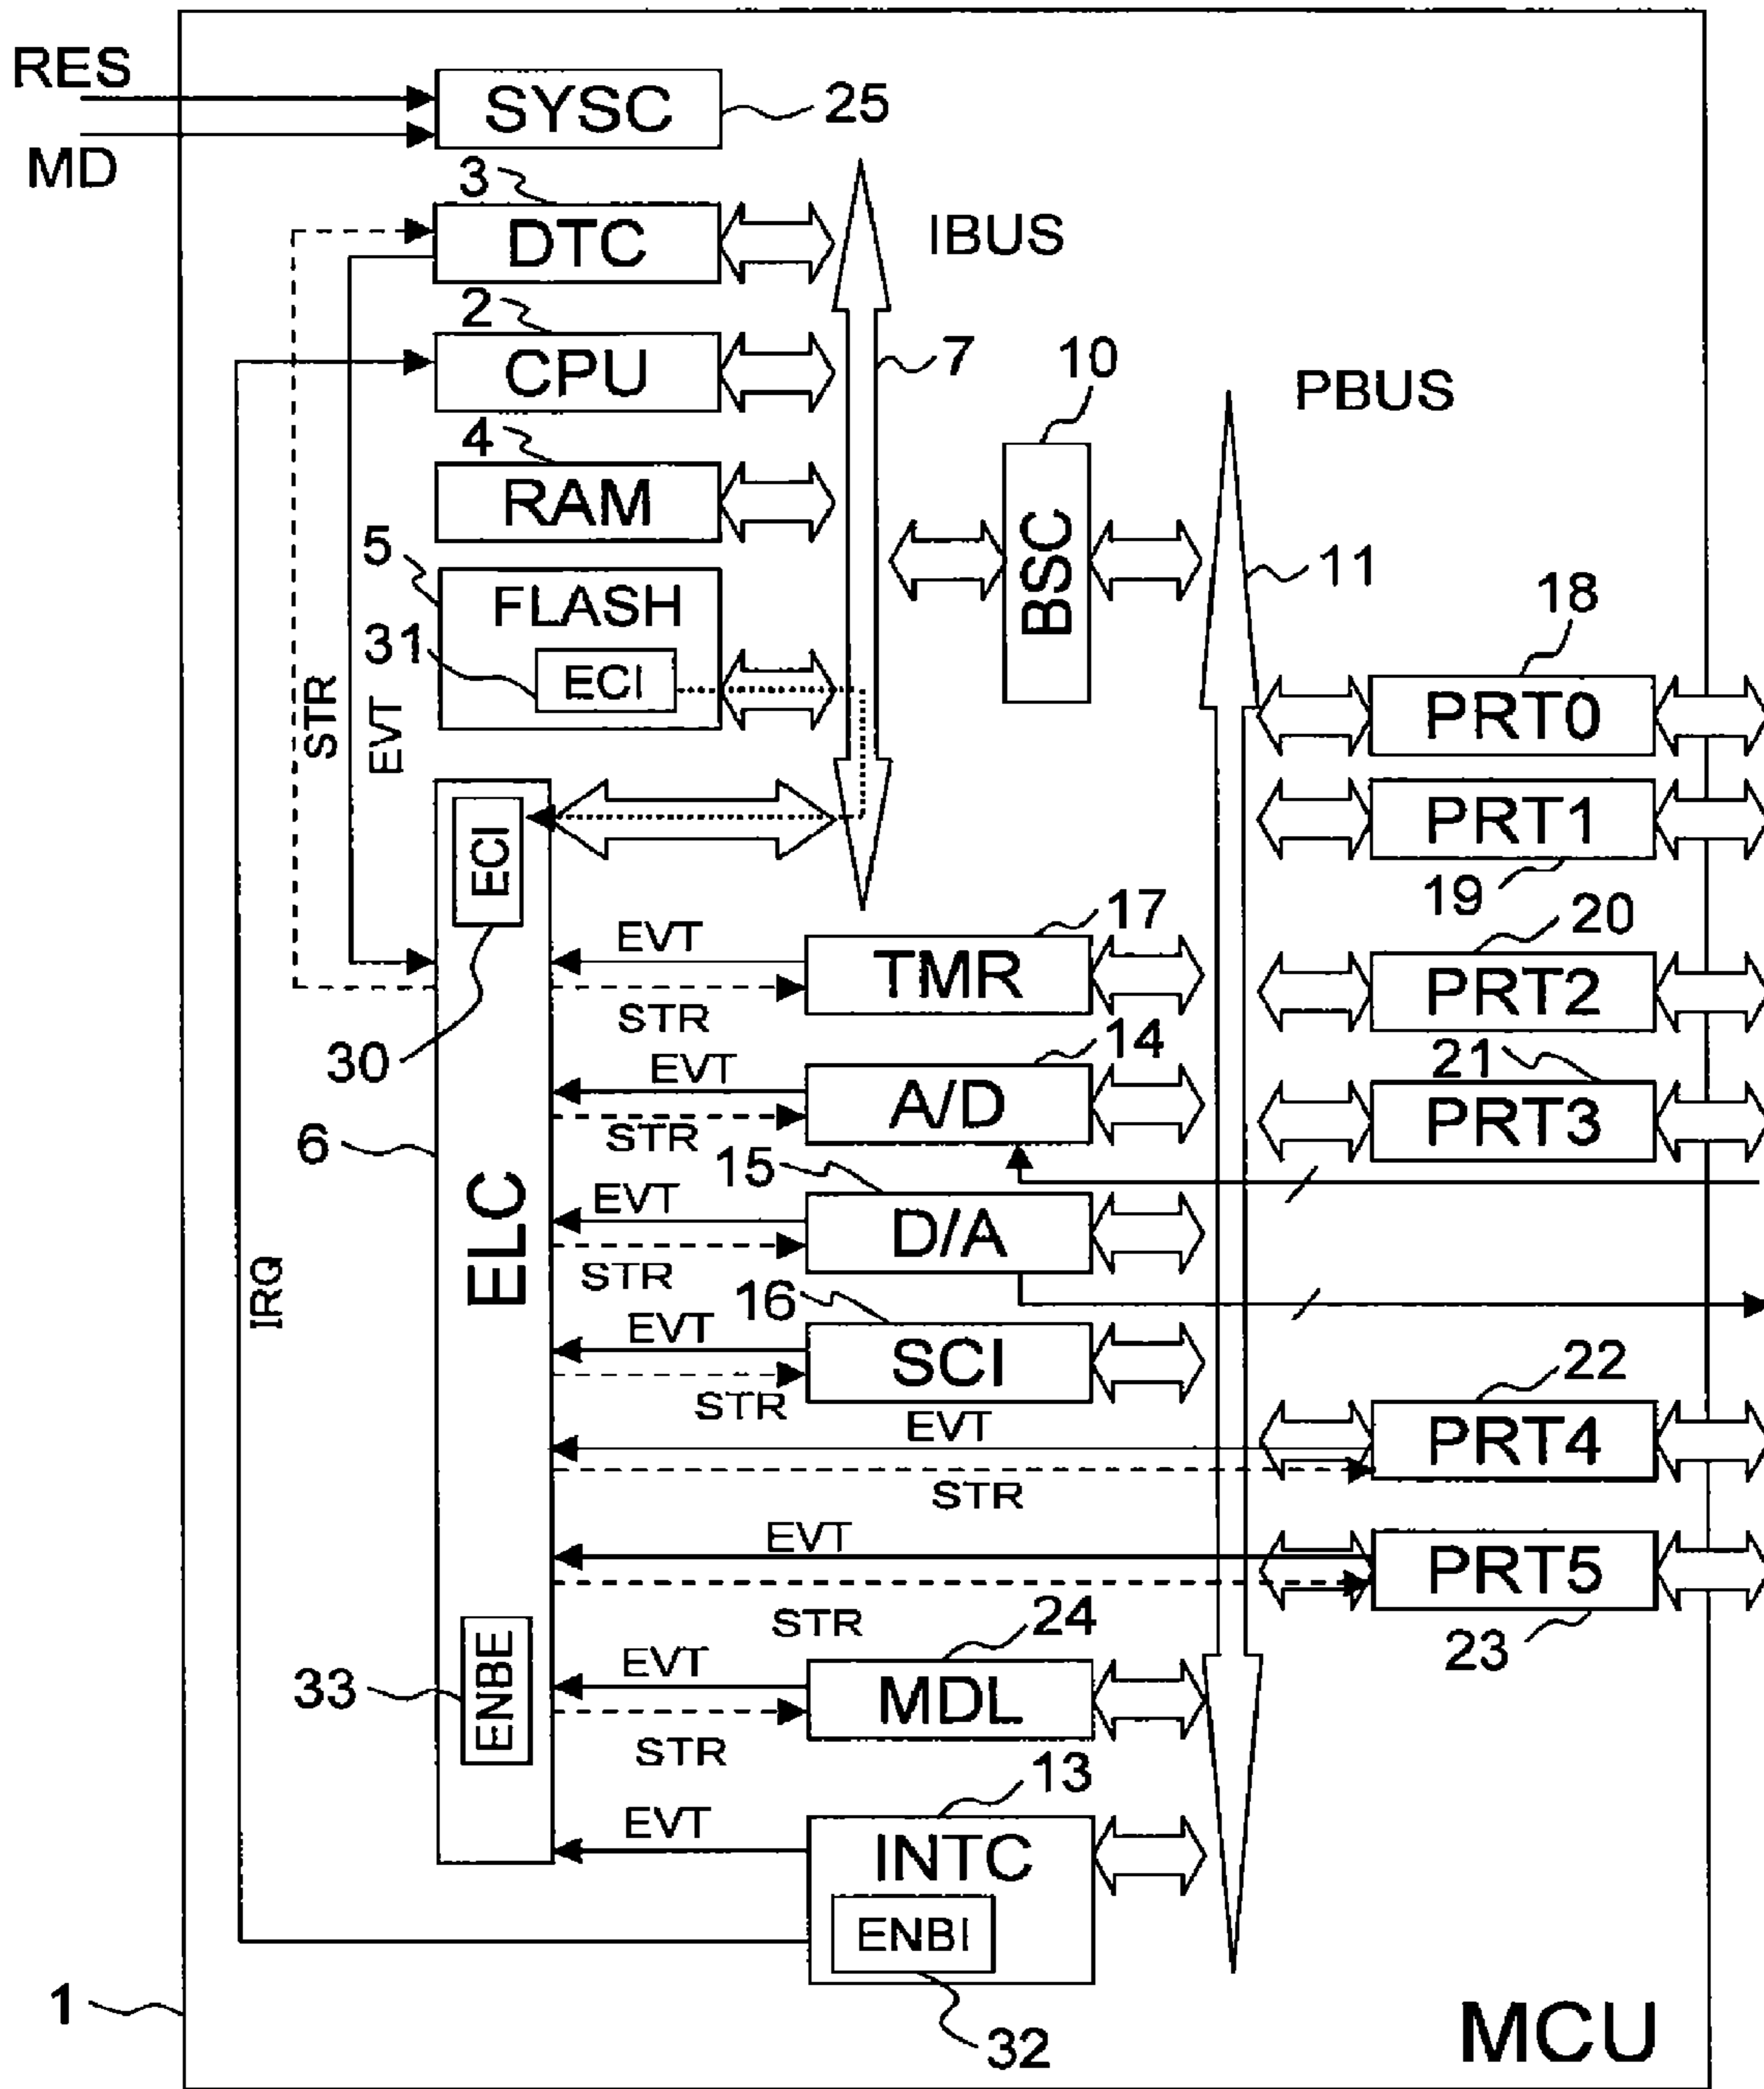 RES
SYSC
25
MD
3
DTC
IBUS
2
CPU
7
10
PBUS
4
RAM
5
FLASH
BSC
11
31
ECI
18
PRT0
STR
EVT
ECI
PRT1
19
17
20
EVT
TMR
PRT2
STR
30
14
21
EVT
A/D
PRT3
STR
6
15
ELC
EVT
D/A
STR
IRQ
16
EVT
SCI
22
STR
EVT
PRT4
STR
EVT
PRT5
STR
24
23
33
ENBE
EVT
MDL
STR
13
EVT
INTC
ENBI
1
32
MCU